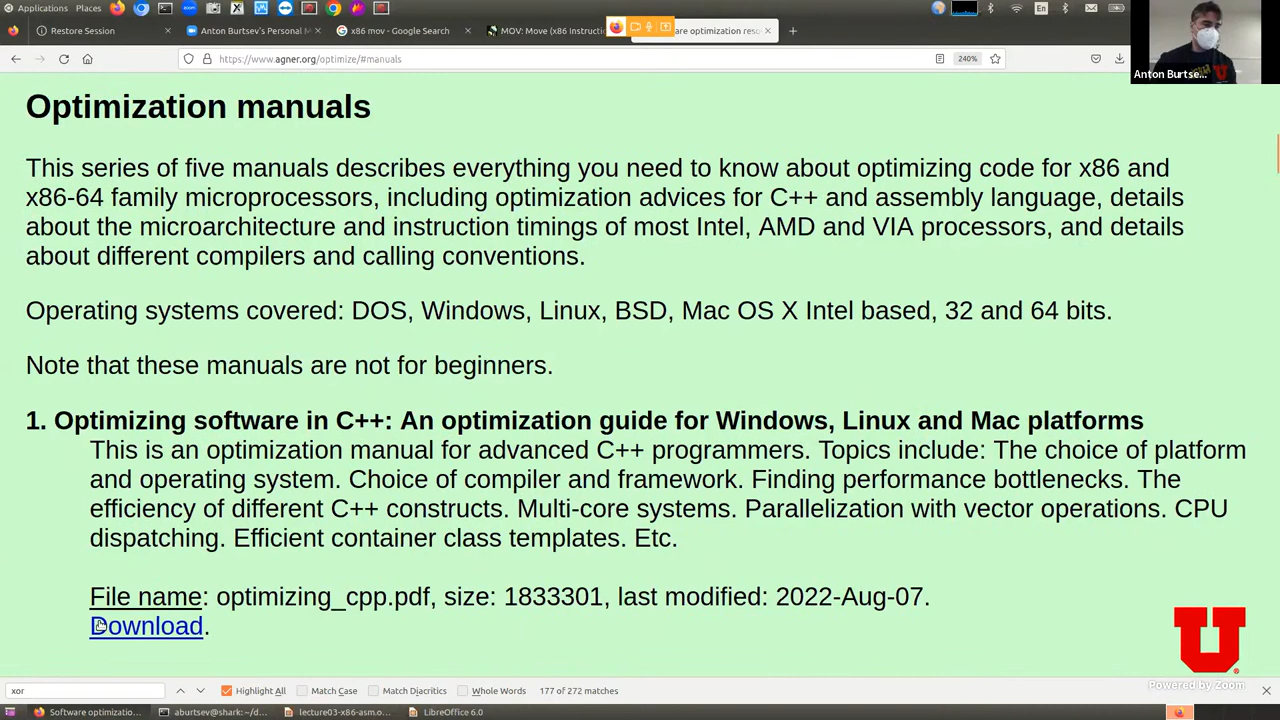 Applications Places En
Restore Session × Anton Burtsev's Personal M × x86 mov - Google Search × MOV: Move (x86 Instructi are optimization reso × +
https://www.agner.org/optimize/#manuals 240%
Anton Burtse...
Optimization manuals
This series of five manuals describes everything you need to know about optimizing code for x86 and
x86-64 family microprocessors, including optimization advices for C++ and assembly language, details
about the microarchitecture and instruction timings of most Intel, AMD and VIA processors, and details
about different compilers and calling conventions.
Operating systems covered: DOS, Windows, Linux, BSD, Mac OS X Intel based, 32 and 64 bits.
Note that these manuals are not for beginners.
1. Optimizing software in C++: An optimization guide for Windows, Linux and Mac platforms
This is an optimization manual for advanced C++ programmers. Topics include: The choice of platform
and operating system. Choice of compiler and framework. Finding performance bottlenecks. The
efficiency of different C++ constructs. Multi-core systems. Parallelization with vector operations. CPU
dispatching. Efficient container class templates. Etc.
File name: optimizing_cpp.pdf, size: 1833301, last modified: 2022-Aug-07.
Download.
U
Powered by Zoom
xor Highlight All Match Case Match Diacritics Whole Words 177 of 272 matches
Software optimizatio... aburtsev@shark: ~/d... lecture03-x86-asm.o... LibreOffice 6.0